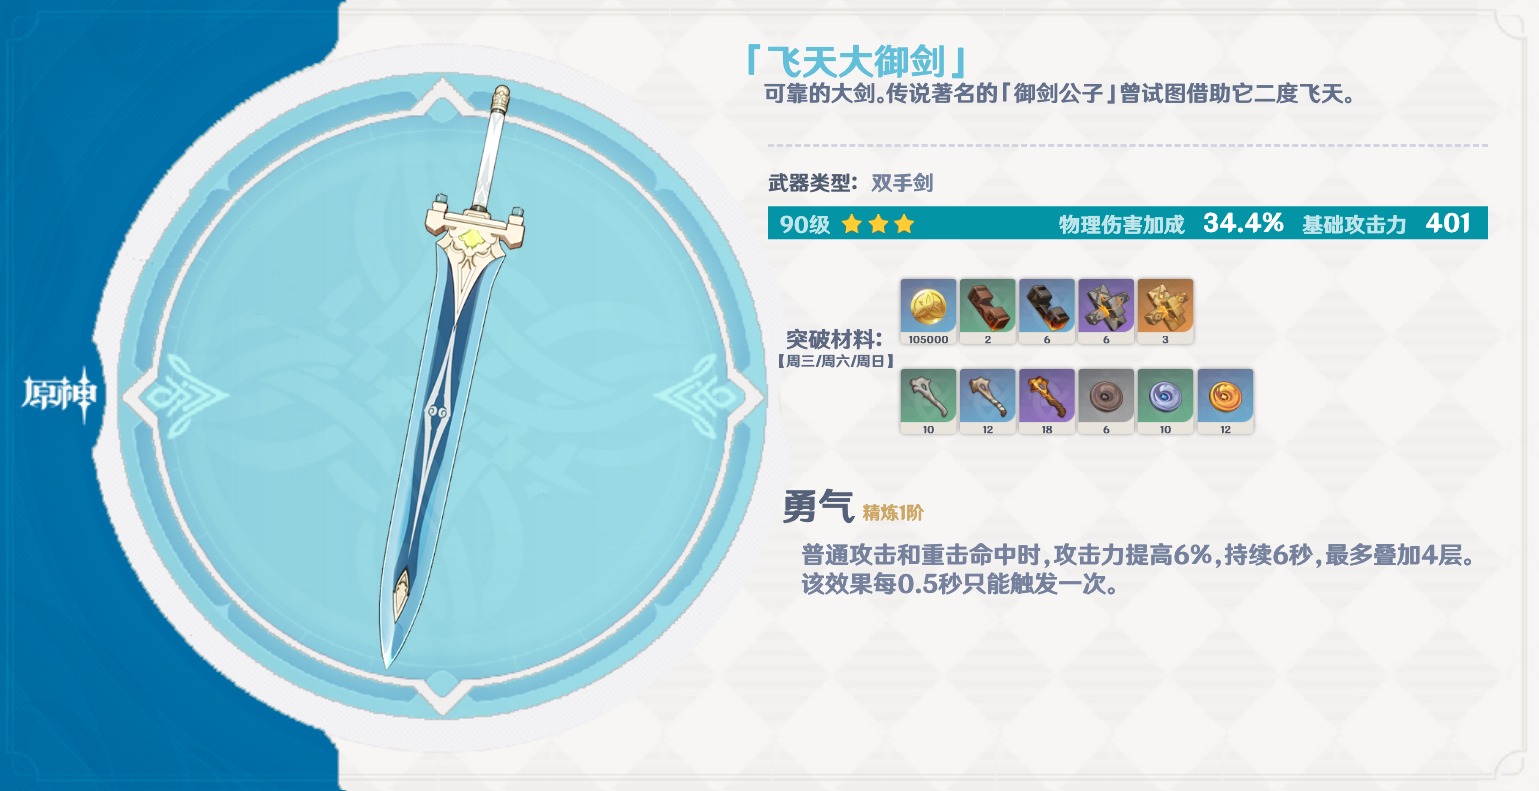 「飞天大御剑」
可靠的大剑。传说著名的「御剑公子」曾试图借助它二度飞天。
武器类型：双手剑
90级 物理伤害加成 34.4% 基础攻击力 401
105000 2 6 6 3
突破材料：
【周三/周六/周日】
原神
10 12 18 6 10 12
勇气 精炼1阶
普通攻击和重击命中时,攻击力提高6%,持续6秒,最多叠加4层。
该效果每0.5秒只能触发一次。